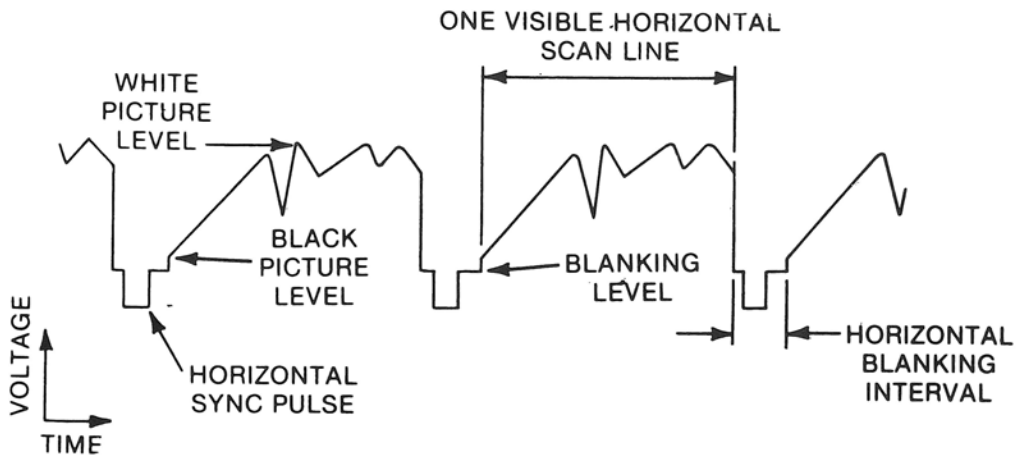 ONE VISIBLE HORIZONTAL
SCAN LINE
WHITE
PICTURE
LEVEL
BLACK
PICTURE
LEVEL
BLANKING
LEVEL
HORIZONTAL
SYNC PULSE
HORIZONTAL
BLANKING
INTERVAL
VOLTAGE
TIME